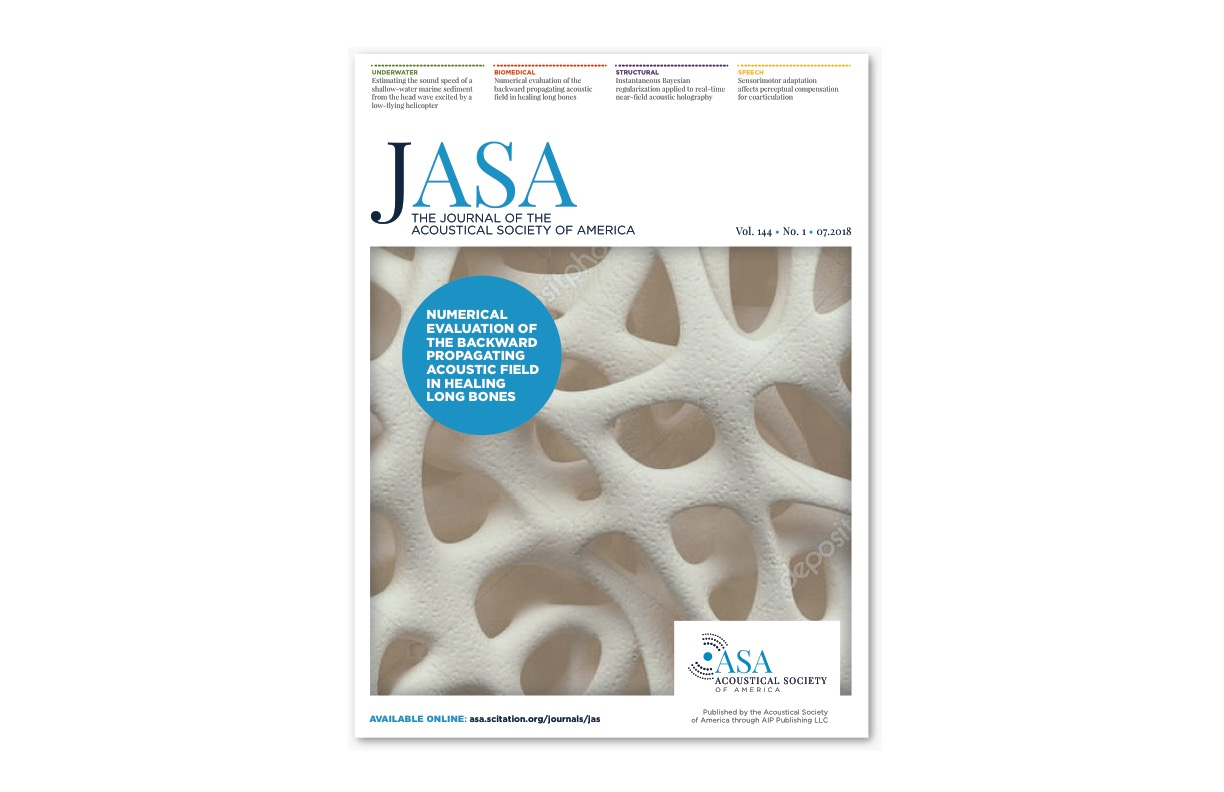 UNDERWATER
Estimating the sound speed of a
shallow-water marine sediment
from the head wave excited by a
low-flying helicopter
BIOMEDICAL
Numerical evaluation of the
backward propagating acoustic
field in healing long bones
STRUCTURAL
Instantaneous Bayesian
regularization applied to real-time
near-field acoustic holography
SPEECH
Sensorimotor adaptation
affects perceptual compensation
for coarticulation
JASA
THE JOURNAL OF THE
ACOUSTICAL SOCIETY OF AMERICA
Vol. 144 • No. 1 • 07.2018
NUMERICAL
EVALUATION OF
THE BACKWARD
PROPAGATING
ACOUSTIC FIELD
IN HEALING
LONG BONES
ASA
ACOUSTICAL SOCIETY
OF AMERICA
AVAILABLE ONLINE: asa.scitation.org/journals/jas
Published by the Acoustical Society
of America through AIP Publishing LLC